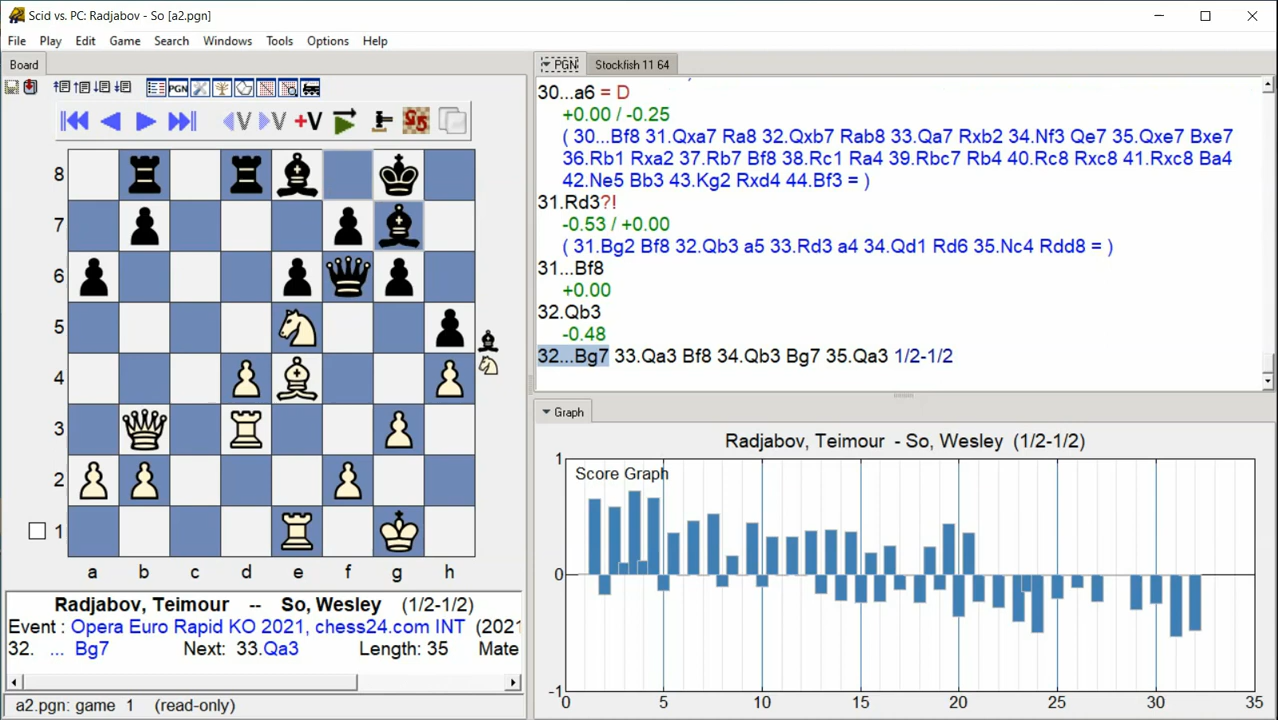 Scid vs. PC: Radjabov - So [a2.pgn]
File Play Edit Game Search Windows Tools Options Help
Board
PGN
+V
8
7
6
5
4
3
2
1
a b c d e f g h
Radjabov, Teimour -- So, Wesley (1/2-1/2)
Event : Opera Euro Rapid KO 2021, chess24.com INT (2021
32. ... Bg7 Next: 33.Qa3 Length: 35 Mate
a2.pgn: game 1 (read-only)
PGN Stockfish 11 64
30...a6 = D
+0.00 / -0.25
( 30...Bf8 31.Qxa7 Ra8 32.Qxb7 Rab8 33.Qa7 Rxb2 34.Nf3 Qe7 35.Qxe7 Bxe7
36.Rb1 Rxa2 37.Rb7 Bf8 38.Rc1 Ra4 39.Rbc7 Rb4 40.Rc8 Rxc8 41.Rxc8 Ba4
42.Ne5 Bb3 43.Kg2 Rxd4 44.Bf3 = )
31.Rd3?!
-0.53 / +0.00
( 31.Bg2 Bf8 32.Qb3 a5 33.Rd3 a4 34.Qd1 Rd6 35.Nc4 Rdd8 = )
31...Bf8
+0.00
32.Qb3
-0.48
32...Bg7 33.Qa3 Bf8 34.Qb3 Bg7 35.Qa3 1/2-1/2
Graph
Radjabov, Teimour - So, Wesley (1/2-1/2)
Score Graph
1
0
-1
0 5 10 15 20 25 30 35